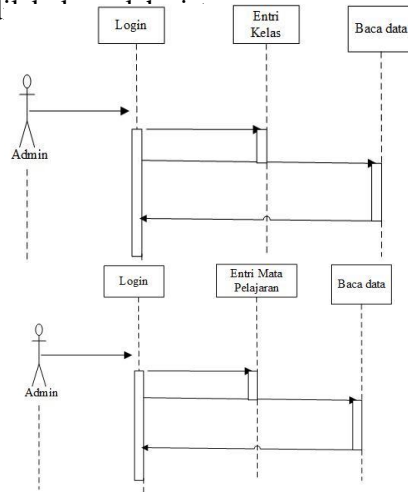 Login
Entri
Kelas
Baca data
Admin
Login
Entri Mata
Pelajaran
Baca data
Admin